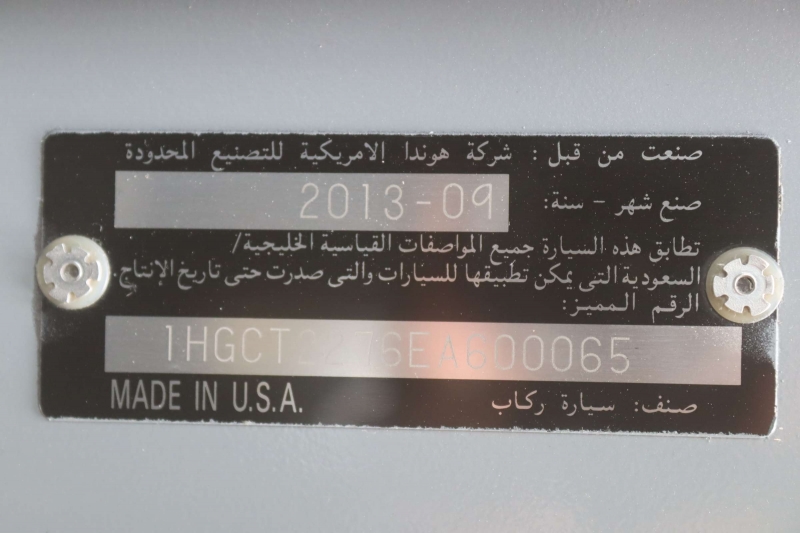 صنعت من قبل: شركة هوندا الامريكية للتصنيع المحدودة
صنع شهر - سنة: 2013-09
تطابق هذه السيارة جميع المواصفات القياسية الخليجية/
السعودية التى يمكن تطبيقها للسيارات والتى صدرت حتى تاريخ الإنتاج.
الرقم المميز:
صنف: سيارة ركاب
MADE IN U.S.A.